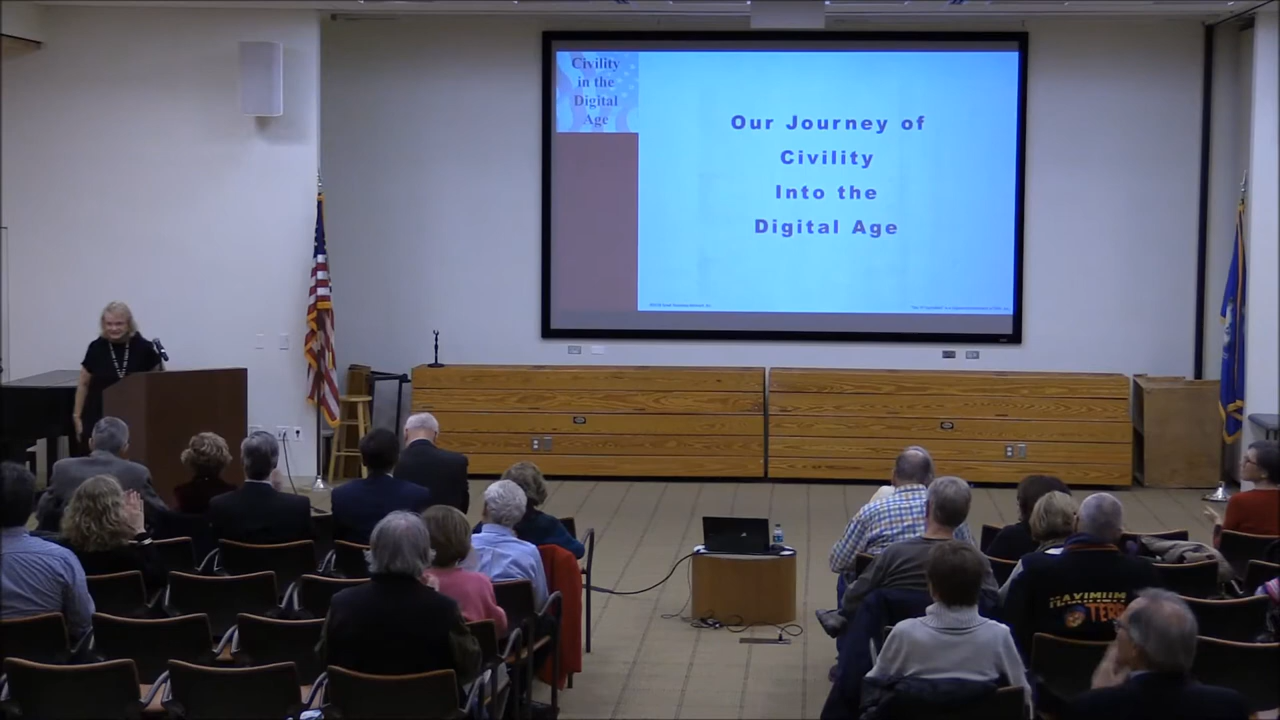 Civility
in the
Digital
Age
Our Journey of
Civility
Into the
Digital Age
MAXIMUM